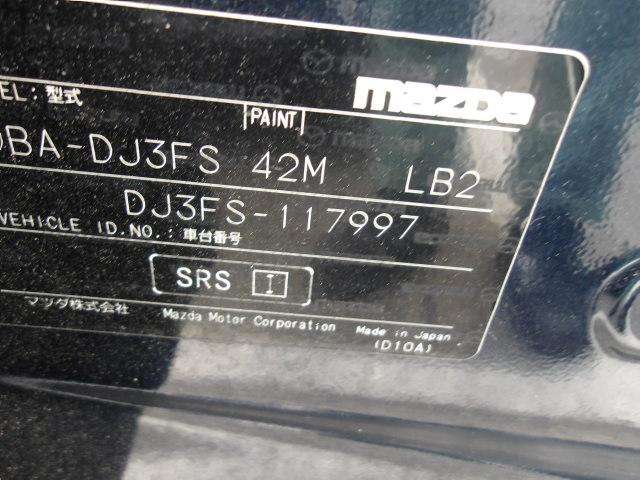 mazda
EL: 型式
PAINT
DBA-DJ3FS 42M LB2
DJ3FS-117997
VEHICLE ID.NO.: 車台番号
SRS I
マツダ株式会社 Mazda Motor Corporation Made in Japan
(D10A)